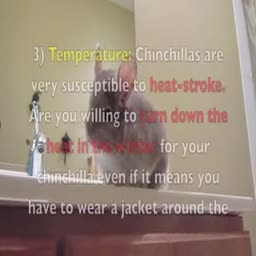 3) Temperature: Chinchillas are
very susceptible to heat-stroke.
Are you willing to turn down the
heat in the winter for your
chinchilla even if it means you
have to wear a jacket around the